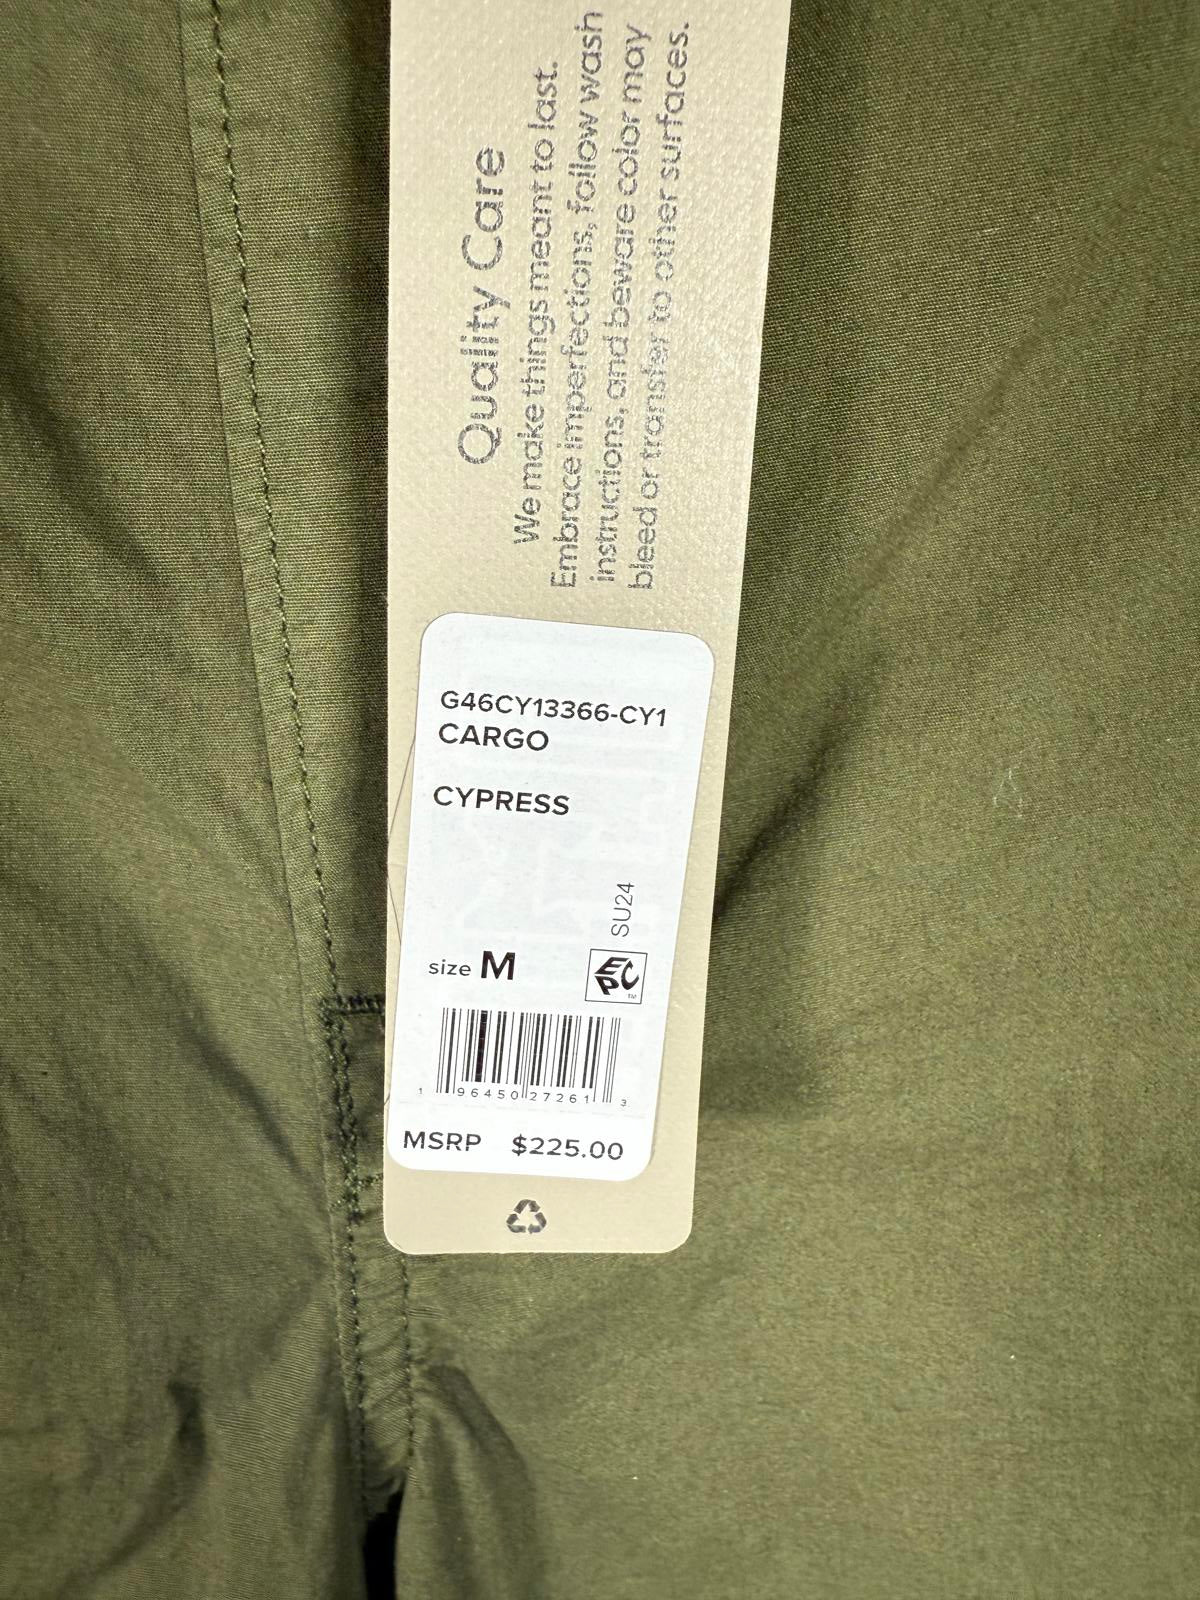 Quality Care
We make things meant to last.
Embrace imperfections, follow wash
instructions, and beware color may
bleed or transfer to other surfaces.
G46CY13366-CY1
CARGO
CYPRESS
SU24
size M
EPC™
1 96450 27261 3
MSRP $225.00